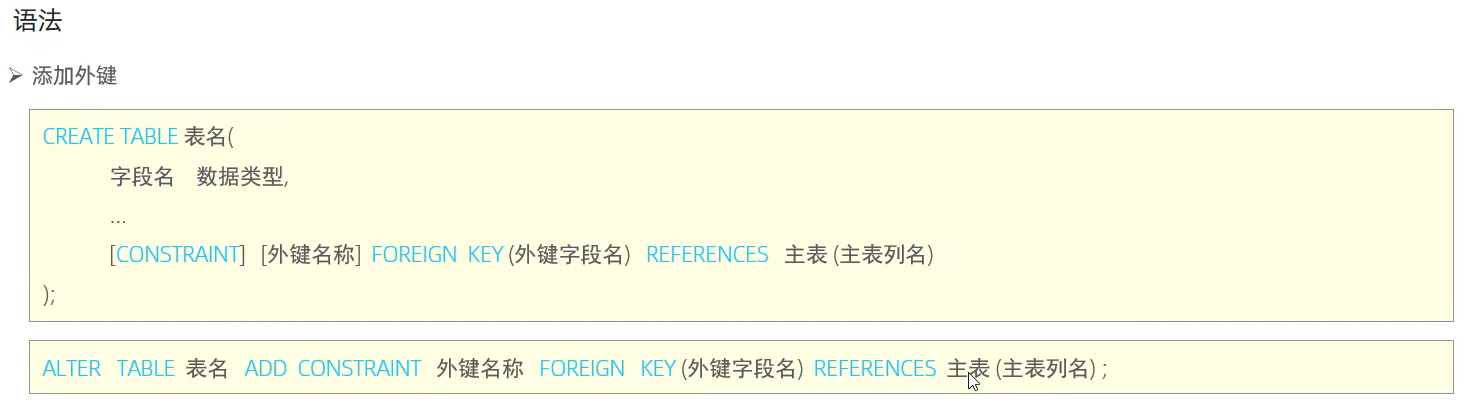 语法
添加外键
CREATE TABLE 表名(
字段名 数据类型,
...
[CONSTRAINT] [外键名称] FOREIGN KEY (外键字段名) REFERENCES 主表 (主表列名)
);
ALTER TABLE 表名 ADD CONSTRAINT 外键名称 FOREIGN KEY (外键字段名) REFERENCES 主表 (主表列名) ;